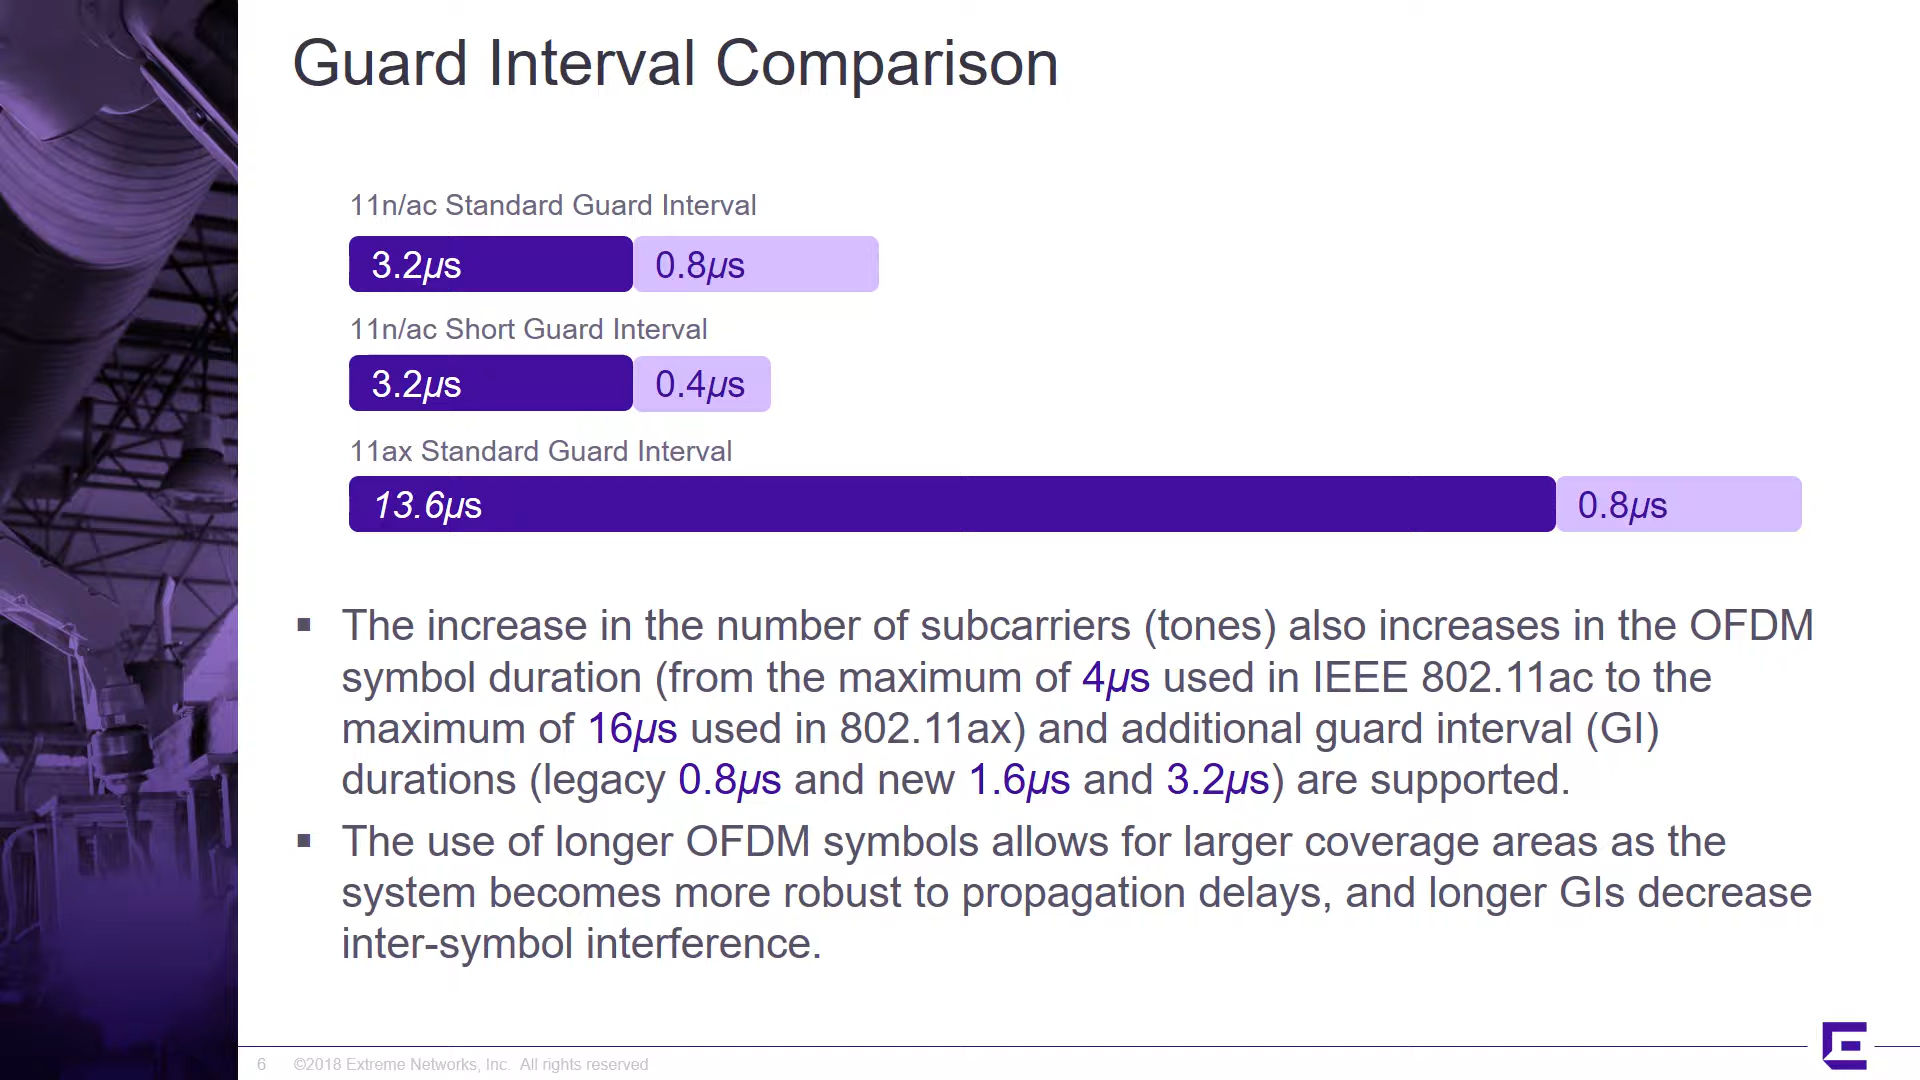 Guard Interval Comparison
11n/ac Standard Guard Interval
3.2µs 0.8µs
11n/ac Short Guard Interval
3.2µs 0.4µs
11ax Standard Guard Interval
13.6µs 0.8µs
▪ The increase in the number of subcarriers (tones) also increases in the OFDM
symbol duration (from the maximum of 4µs used in IEEE 802.11ac to the
maximum of 16µs used in 802.11ax) and additional guard interval (GI)
durations (legacy 0.8µs and new 1.6µs and 3.2µs) are supported.
▪ The use of longer OFDM symbols allows for larger coverage areas as the
system becomes more robust to propagation delays, and longer GIs decrease
inter-symbol interference.
6 ©2018 Extreme Networks, Inc. All rights reserved